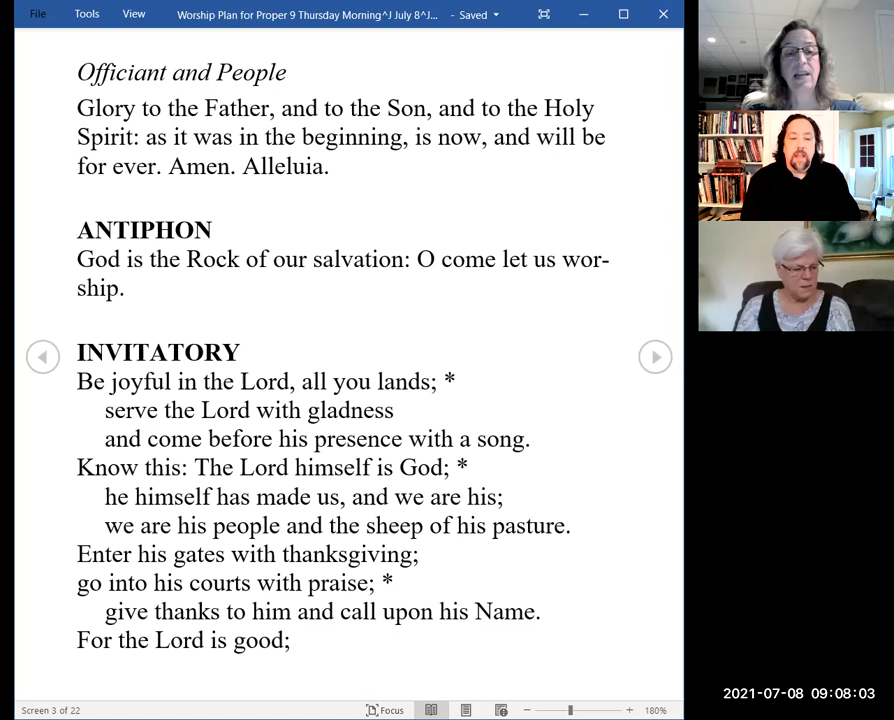 File Tools View Worship Plan for Proper 9 Thursday Morning^J July 8^J... - Saved
Officiant and People
Glory to the Father, and to the Son, and to the Holy
Spirit: as it was in the beginning, is now, and will be
for ever. Amen. Alleluia.
ANTIPHON
God is the Rock of our salvation: O come let us wor-
ship.
INVITATORY
Be joyful in the Lord, all you lands; *
serve the Lord with gladness
and come before his presence with a song.
Know this: The Lord himself is God; *
he himself has made us, and we are his;
we are his people and the sheep of his pasture.
Enter his gates with thanksgiving;
go into his courts with praise; *
give thanks to him and call upon his Name.
For the Lord is good;
Screen 3 of 22 Focus 180%
2021-07-08 09:08:03